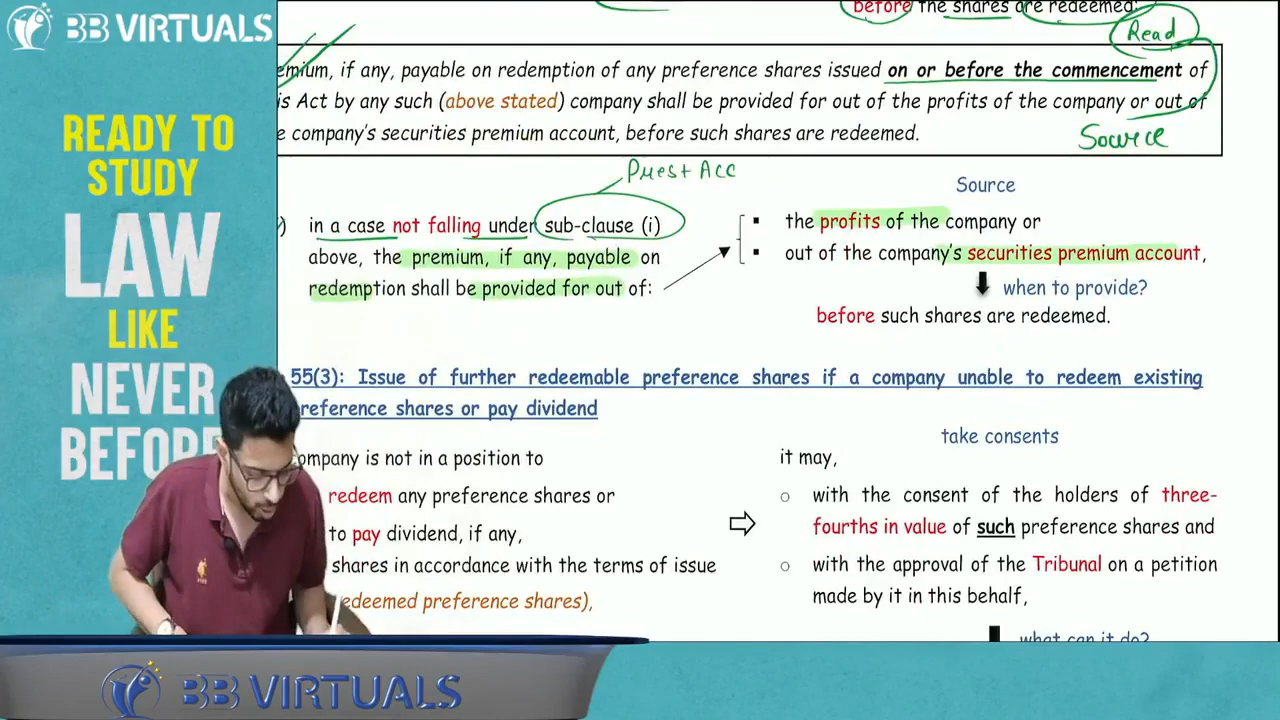 BB VIRTUALS
READY TO
STUDY
LAW
LIKE
NEVER
BEFOR
before the shares are redeemed:
Read
emium, if any, payable on redemption of any preference shares issued on or before the commencement of
is Act by any such (above stated) company shall be provided for out of the profits of the company or out of
e company's securities premium account, before such shares are redeemed.
Source
Prest Acc
) in a case not falling under sub-clause (i)
above, the premium, if any, payable on
redemption shall be provided for out of:
Source
▪ the profits of the company or
▪ out of the company's securities premium account,
when to provide?
before such shares are redeemed.
55(3): Issue of further redeemable preference shares if a company unable to redeem existing
reference shares or pay dividend
ompany is not in a position to
redeem any preference shares or
to pay dividend, if any,
shares in accordance with the terms of issue
edeemed preference shares),
take consents
it may,
○ with the consent of the holders of three-
fourths in value of such preference shares and
○ with the approval of the Tribunal on a petition
made by it in this behalf,
what can it do?
BB VIRTUALS